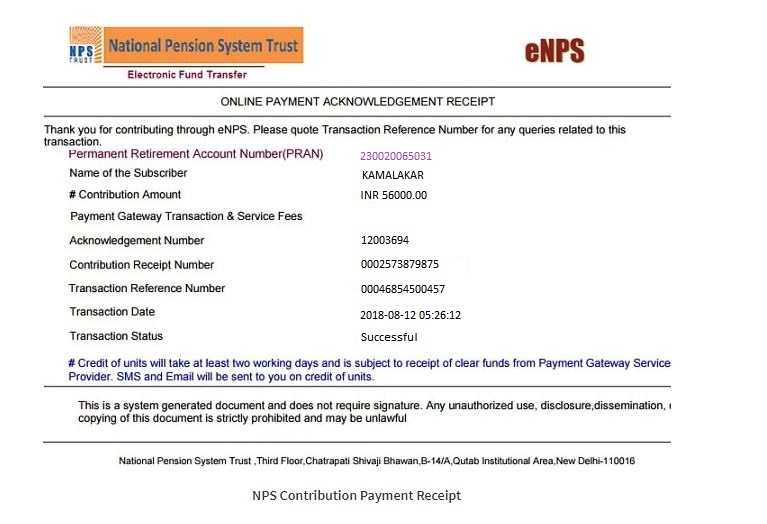 NPS
TRUST
National Pension System Trust
eNPS
Electronic Fund Transfer
ONLINE PAYMENT ACKNOWLEDGEMENT RECEIPT
Thank you for contributing through eNPS. Please quote Transaction Reference Number for any queries related to this
transaction.
Permanent Retirement Account Number(PRAN) 230020065031
Name of the Subscriber KAMALAKAR
# Contribution Amount INR 56000.00
Payment Gateway Transaction & Service Fees
Acknowledgement Number 12003694
Contribution Receipt Number 0002573879875
Transaction Reference Number 00046854500457
Transaction Date 2018-08-12 05:26:12
Transaction Status Successful
# Credit of units will take at least two working days and is subject to receipt of clear funds from Payment Gateway Service
Provider. SMS and Email will be sent to you on credit of units.
This is a system generated document and does not require signature. Any unauthorized use, disclosure,dissemination,
copying of this document is strictly prohibited and may be unlawful
National Pension System Trust ,Third Floor,Chatrapati Shivaji Bhawan,B-14/A,Qutab Institutional Area,New Delhi-110016
NPS Contribution Payment Receipt